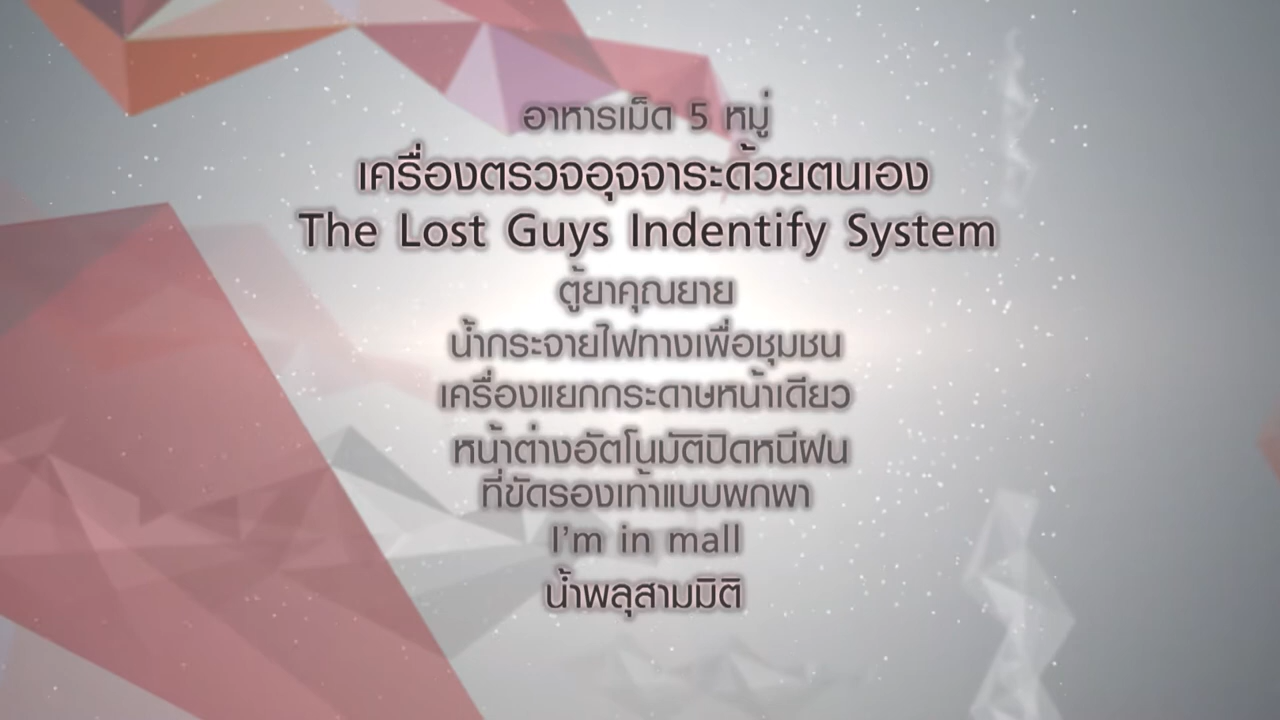 อาหารเม็ด 5 หมู่
เครื่องตรวจอุจจาระด้วยตนเอง
The Lost Guys Indentify System
ตู้ยาคุณยาย
น้ำกระจายไฟทางเพื่อชุมชน
เครื่องแยกกระดาษหน้าเดียว
หน้าต่างอัตโนมัติปิดหนีฝน
ที่ขัดรองเท้าแบบพกพา
I'm in mall
น้ำพลุสามมิติ